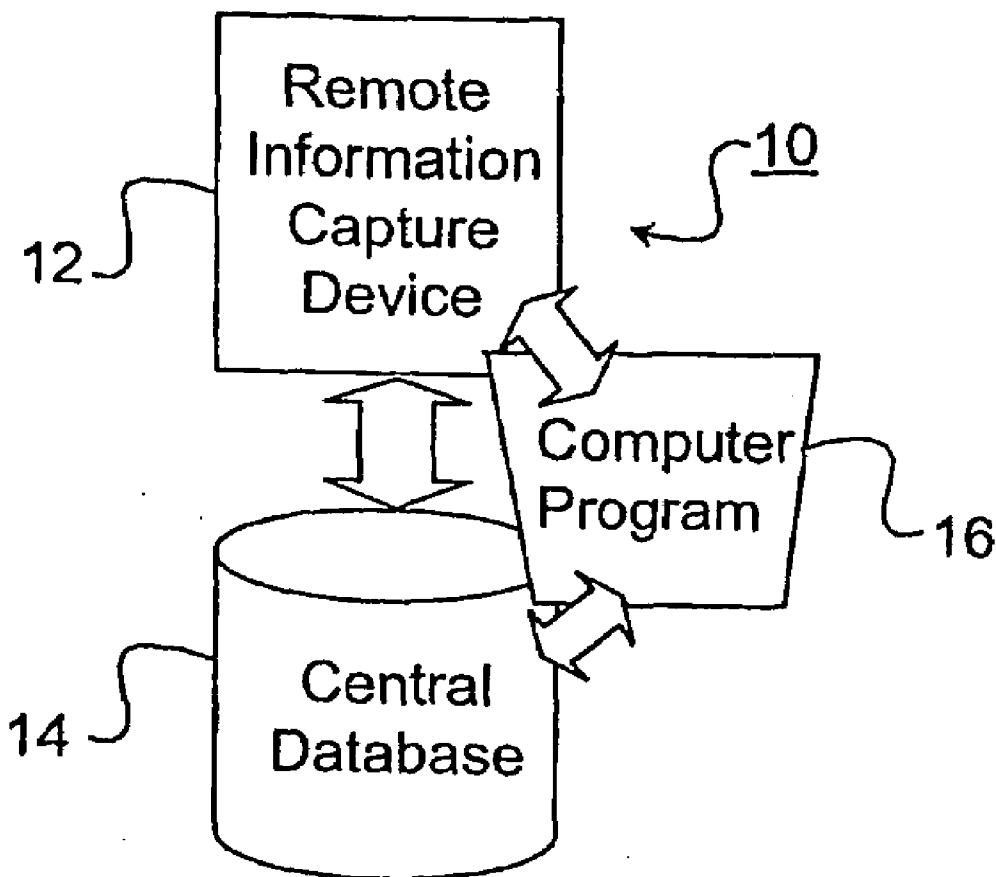 Remote
Information
Capture
Device
10
12
Computer
Program
16
Central
Database
14